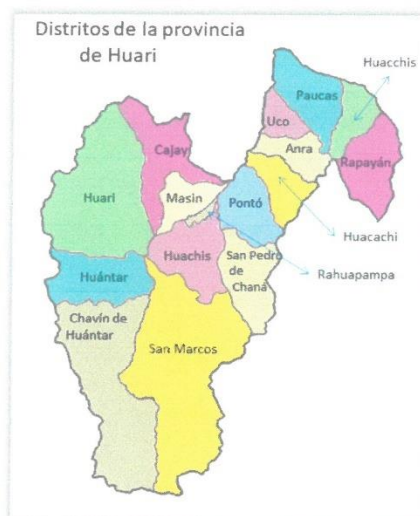 Distritos de la provincia
de Huari
Huacchis
Paucas
Uco
Cajay
Anra
Rapayán
Huari
Masin
Pontó
Huacachi
Huachis
San Pedro
de
Chaná
Rahuapampa
Huántar
Chavín de
Huántar
San Marcos